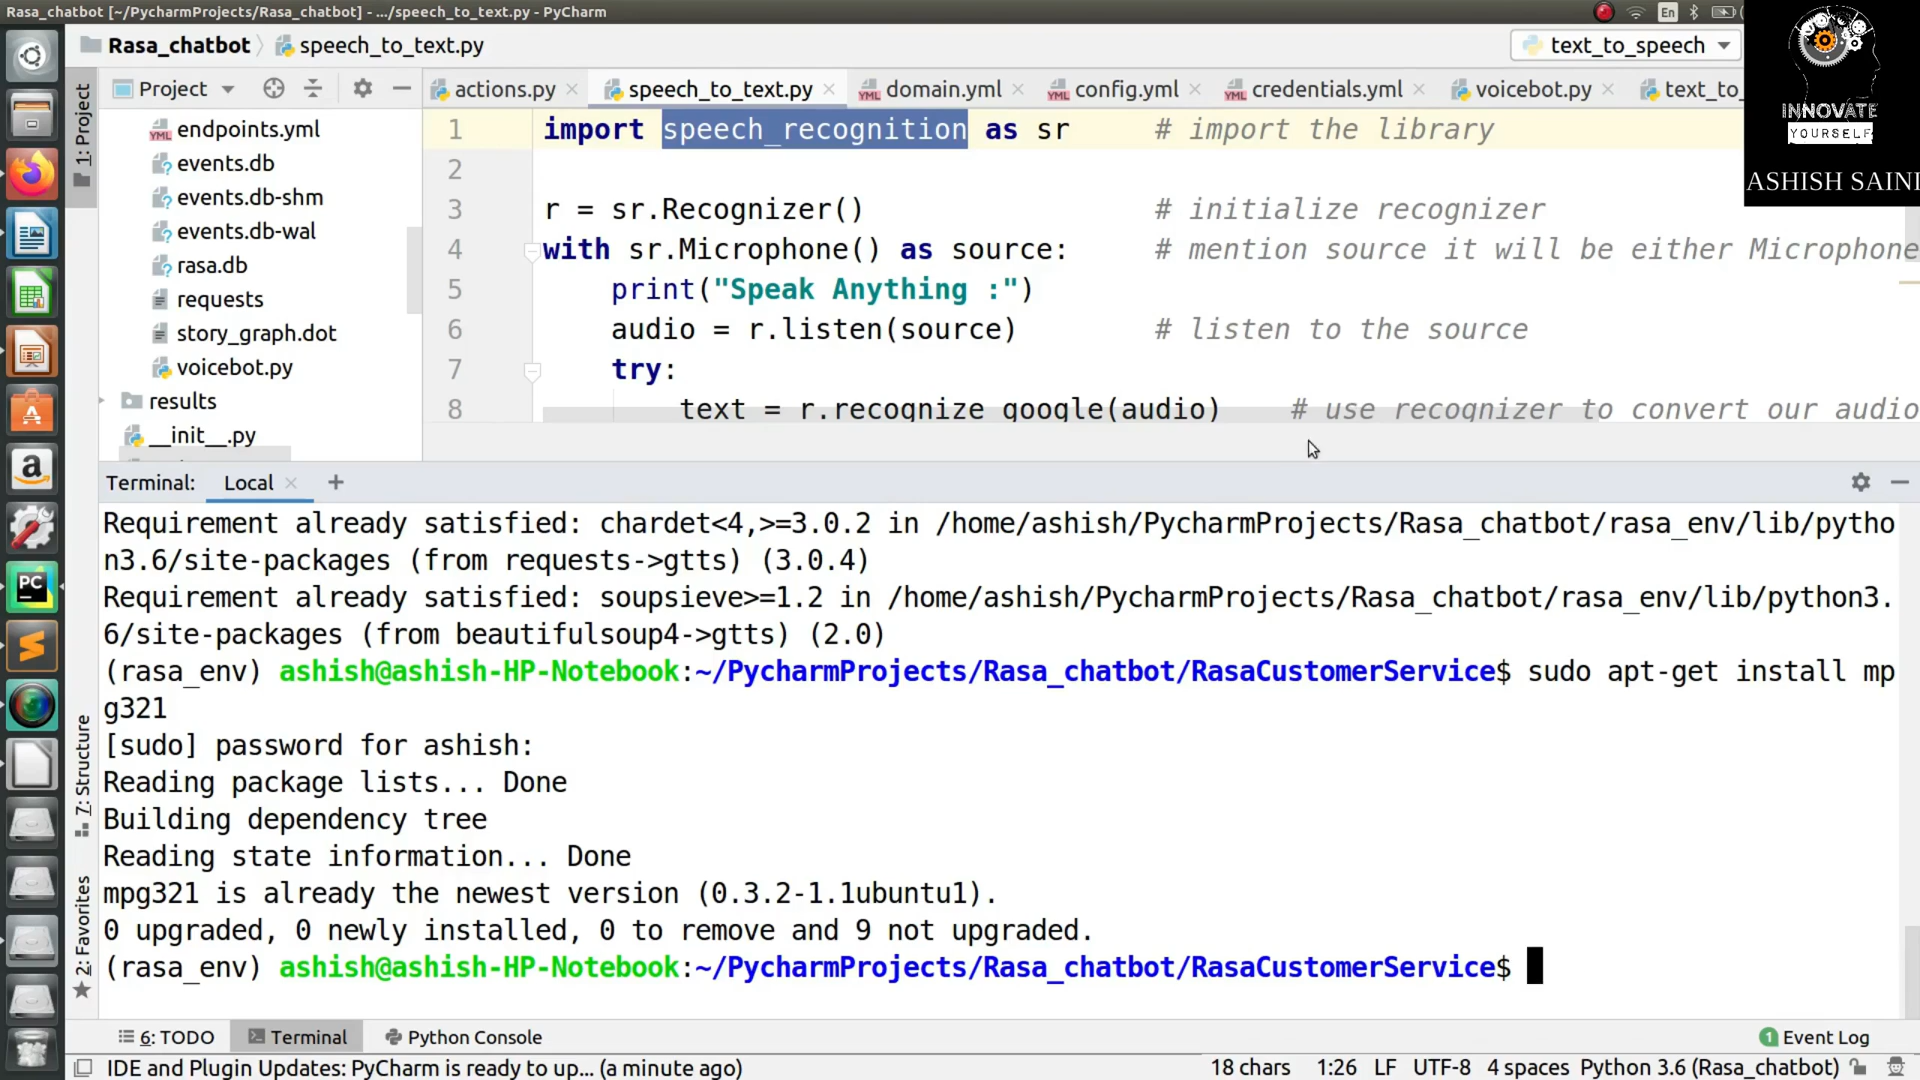 Rasa_chatbot [~/PycharmProjects/Rasa_chatbot] - .../speech_to_text.py - PyCharm
En
Rasa_chatbot
speech_to_text.py
text_to_speech
INNOVATE
YOURSELF
ASHISH SAINI
1: Project
Project
actions.py
speech_to_text.py
domain.yml
config.yml
credentials.yml
voicebot.py
text_to_
endpoints.yml
events.db
events.db-shm
events.db-wal
rasa.db
requests
story_graph.dot
voicebot.py
results
__init__.py
1 import speech_recognition as sr # import the library
2
3 r = sr.Recognizer() # initialize recognizer
4 with sr.Microphone() as source: # mention source it will be either Microphone
5 print("Speak Anything :")
6 audio = r.listen(source) # listen to the source
7 try:
8 text = r.recognize_google(audio) # use recognizer to convert our audio
Terminal: Local +
Requirement already satisfied: chardet<4,>=3.0.2 in /home/ashish/PycharmProjects/Rasa_chatbot/rasa_env/lib/pytho
n3.6/site-packages (from requests->gtts) (3.0.4)
Requirement already satisfied: soupsieve>=1.2 in /home/ashish/PycharmProjects/Rasa_chatbot/rasa_env/lib/python3.
6/site-packages (from beautifulsoup4->gtts) (2.0)
(rasa_env) ashish@ashish-HP-Notebook:~/PycharmProjects/Rasa_chatbot/RasaCustomerService$ sudo apt-get install mp
g321
[sudo] password for ashish:
Reading package lists... Done
Building dependency tree
Reading state information... Done
mpg321 is already the newest version (0.3.2-1.1ubuntu1).
0 upgraded, 0 newly installed, 0 to remove and 9 not upgraded.
(rasa_env) ashish@ashish-HP-Notebook:~/PycharmProjects/Rasa_chatbot/RasaCustomerService$
7: Structure
2: Favorites
6: TODO
Terminal
Python Console
1 Event Log
IDE and Plugin Updates: PyCharm is ready to up... (a minute ago)
18 chars 1:26 LF UTF-8 4 spaces Python 3.6 (Rasa_chatbot)